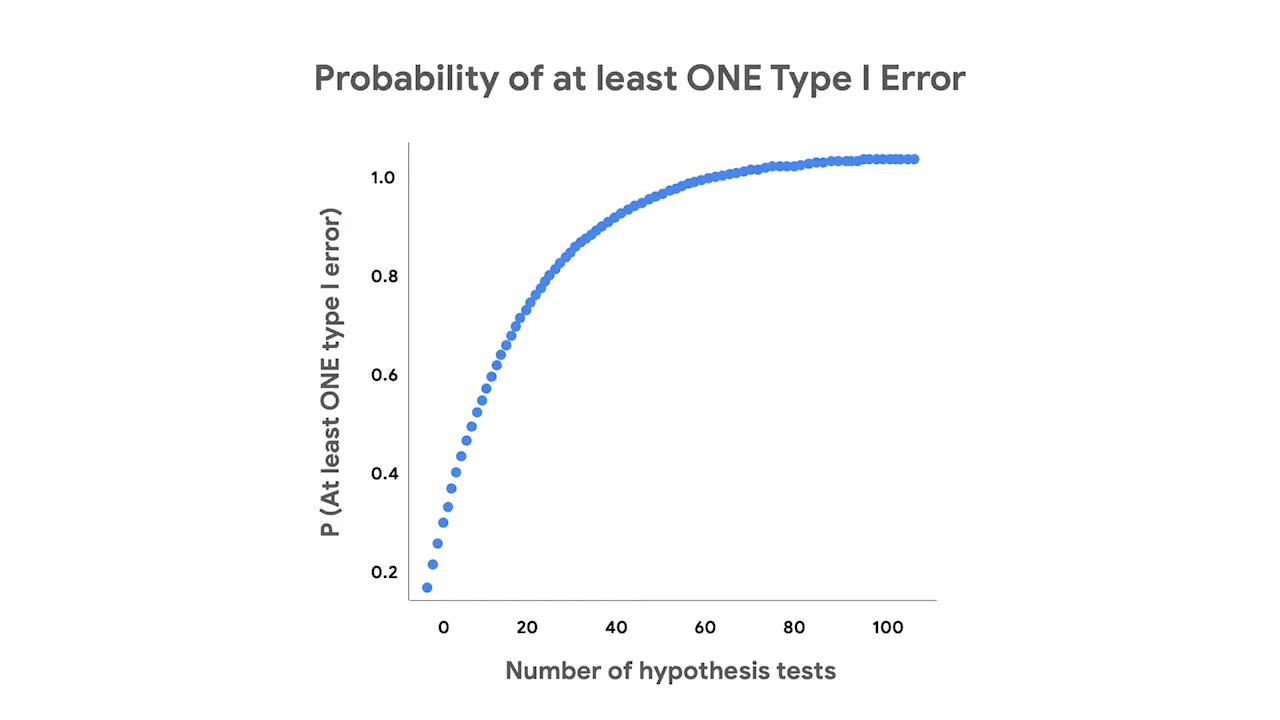 Probability of at least ONE Type I Error
P (At least ONE type I error)
1.0
0.8
0.6
0.4
0.2
0 20 40 60 80 100
Number of hypothesis tests